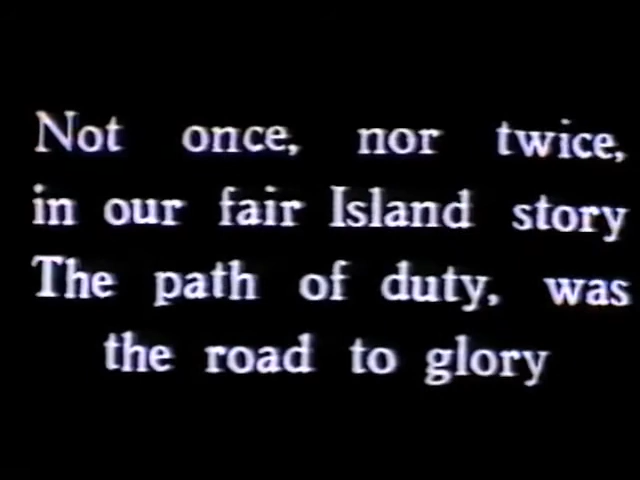 Not once, nor twice,
in our fair Island story
The path of duty, was
the road to glory